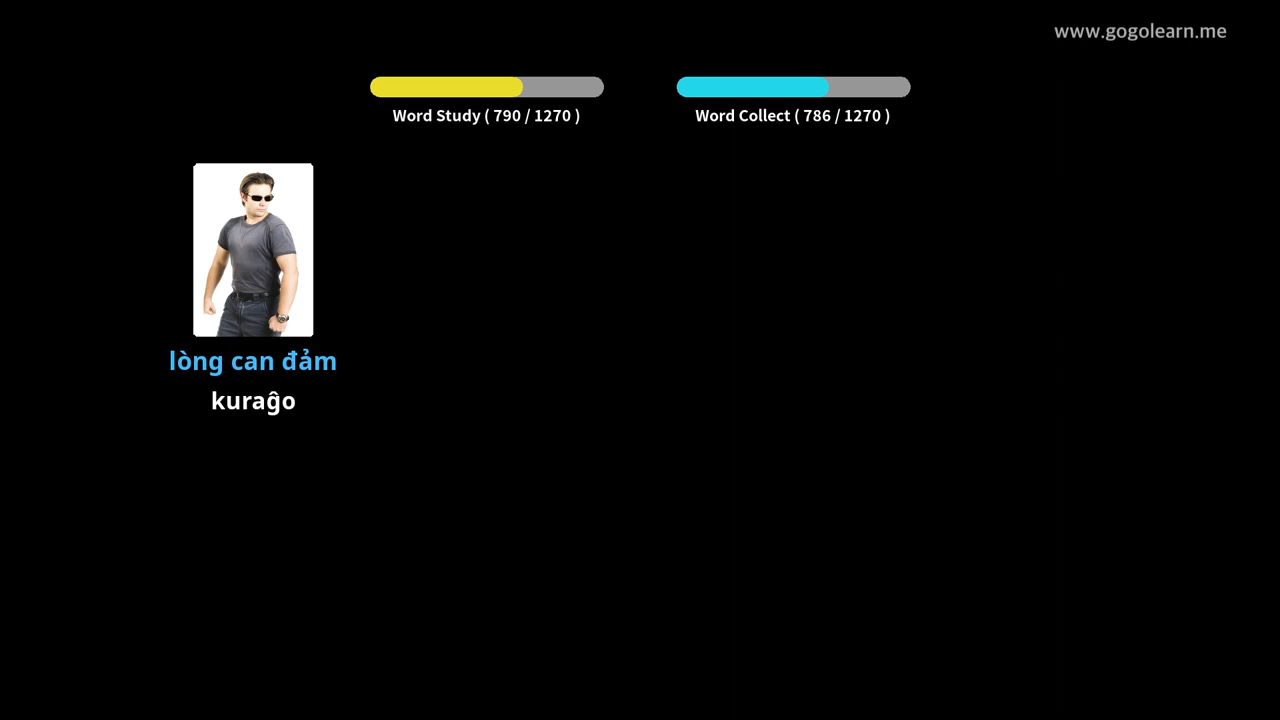 www.gogolearn.me
Word Study ( 790 / 1270 )
Word Collect ( 786 / 1270 )
lòng can đảm
kuraĝo